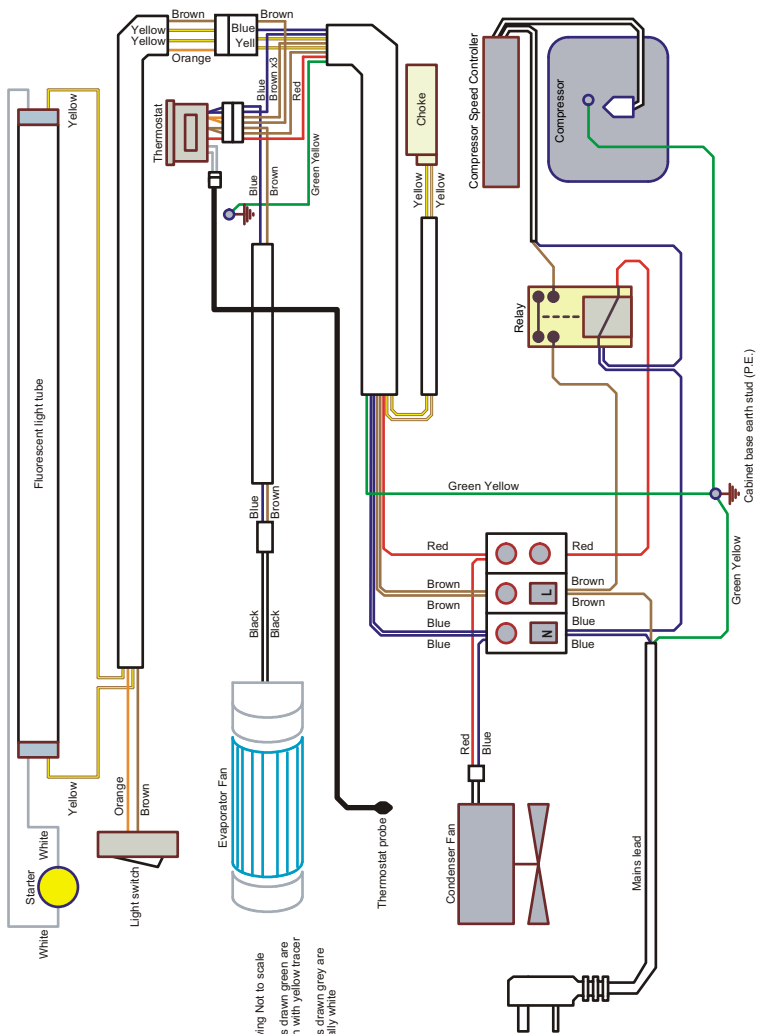 Brown
Yellow
Yellow
Orange
Blue
Yell
Brown
Blue
Brown x3
Red
Green Yellow
Thermostat
Blue
Brown
Choke
Yellow
Yellow
Compressor Speed Controller
Compressor
Fluorescent light tube
Yellow
Yellow
Starter
White
White
Orange
Brown
Light switch
Blue
Brown
Black
Black
Evaporator Fan
Thermostat probe
Relay
Green Yellow
Cabinet base earth stud (P.E.)
Green Yellow
Red
Brown
Brown
Blue
Blue
L
N
Red
Brown
Brown
Blue
Blue
Red
Blue
Condenser Fan
Mains lead
Not to scale
drawn green are
with yellow tracer
drawn grey are
white